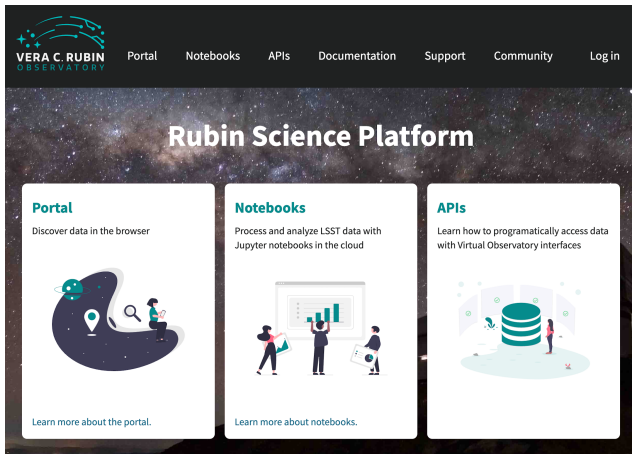 VERA C. RUBIN
OBSERVATORY
Portal Notebooks APIs Documentation Support Community Log in
Rubin Science Platform
Portal
Discover data in the browser
Learn more about the portal.
Notebooks
Process and analyze LSST data with
Jupyter notebooks in the cloud
Learn more about notebooks.
APIs
Learn how to programatically access data
with Virtual Observatory interfaces